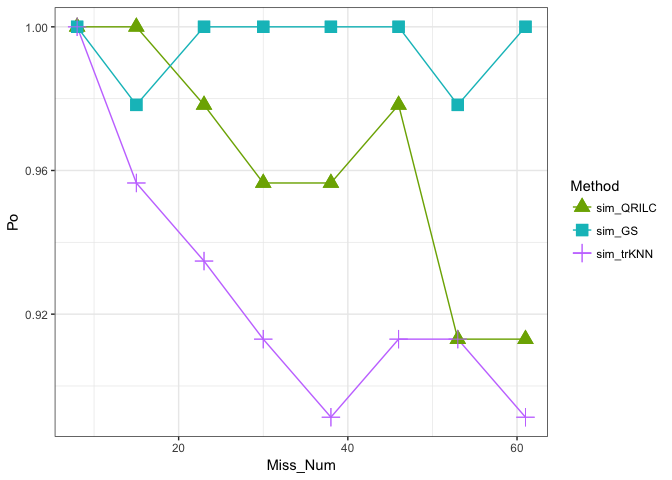 1.00
0.96
0.92
Po
20
40
60
Miss_Num
Method
sim_QRILC
sim_GS
sim_trKNN